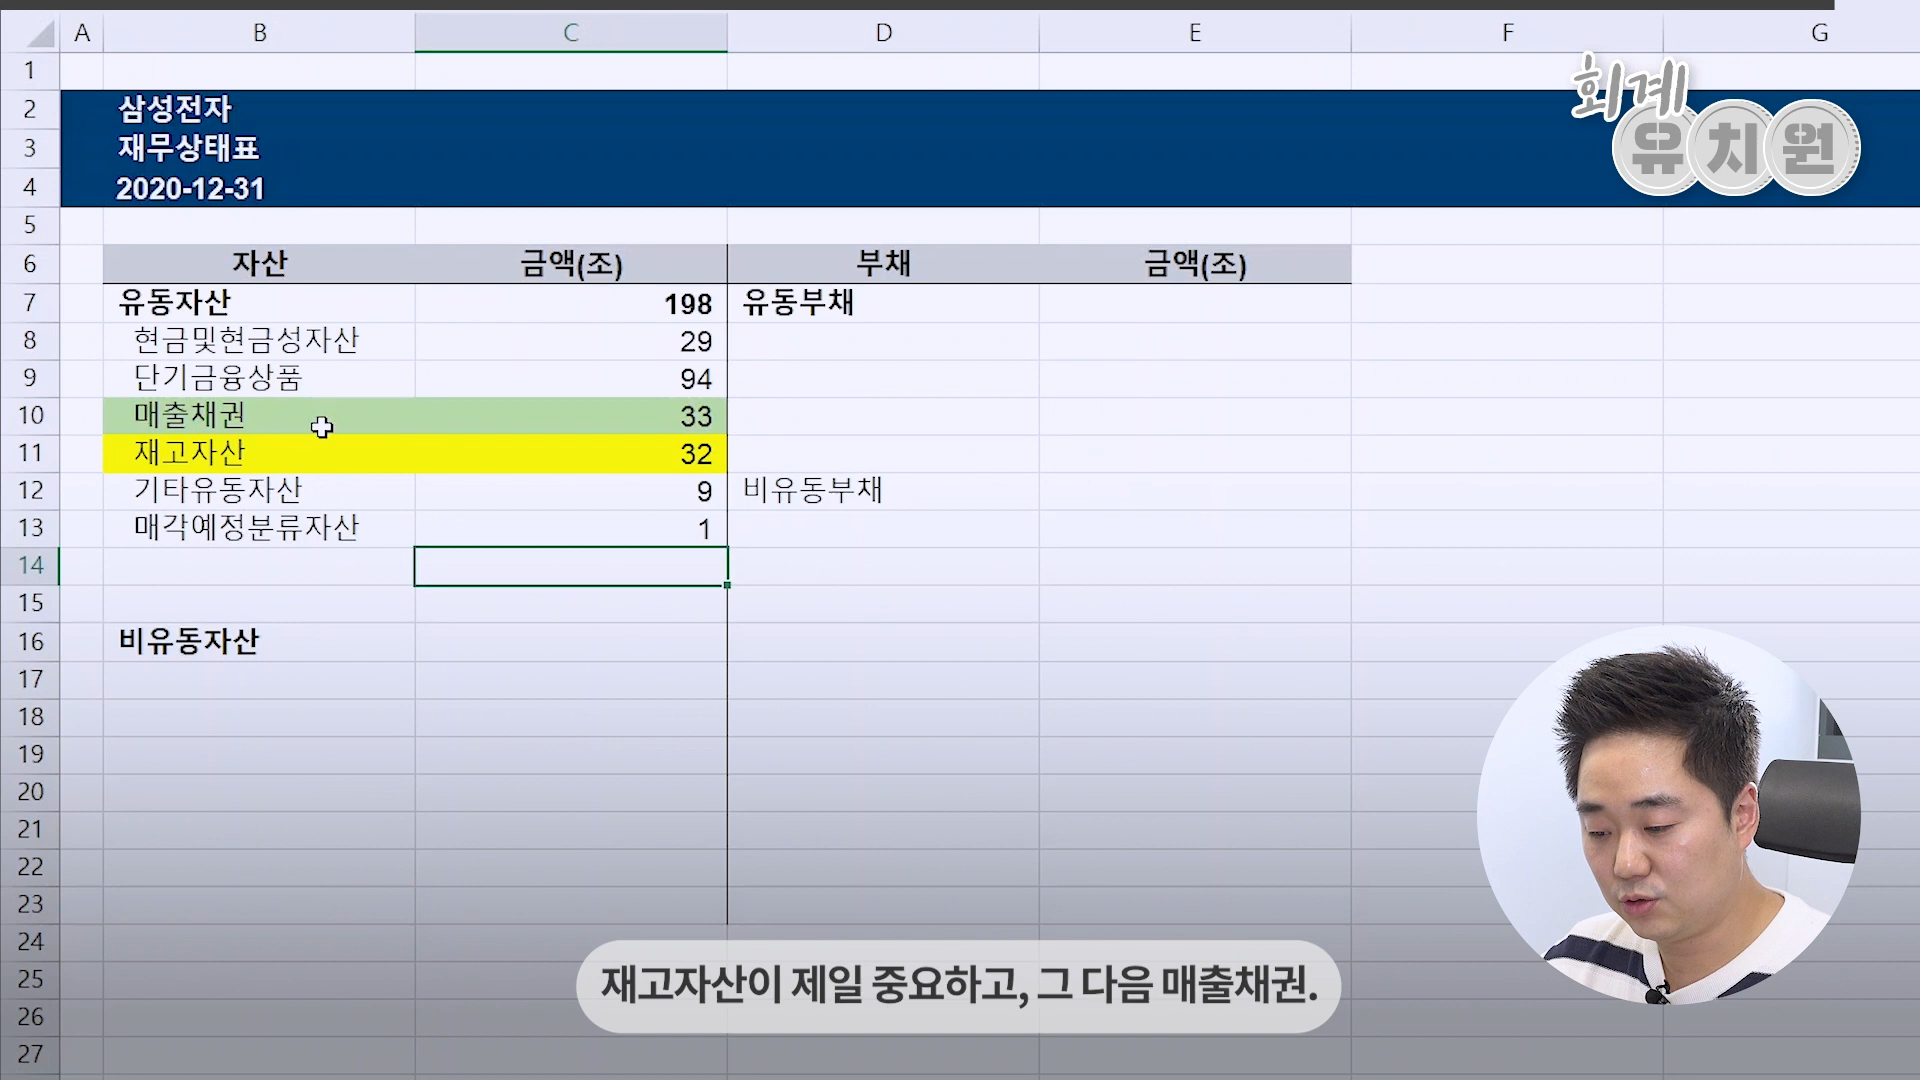 A B C D E F G
1
2 삼성전자
3 재무상태표
4 2020-12-31
회계
유치원
5
6 자산 금액(조) 부채 금액(조)
7 유동자산 198 유동부채
8 현금및현금성자산 29
9 단기금융상품 94
10 매출채권 33
11 재고자산 32
12 기타유동자산 9 비유동부채
13 매각예정분류자산 1
14
15
16 비유동자산
17
18
19
20
21
22
23
24
25
26
27
재고자산이 제일 중요하고, 그 다음 매출채권.